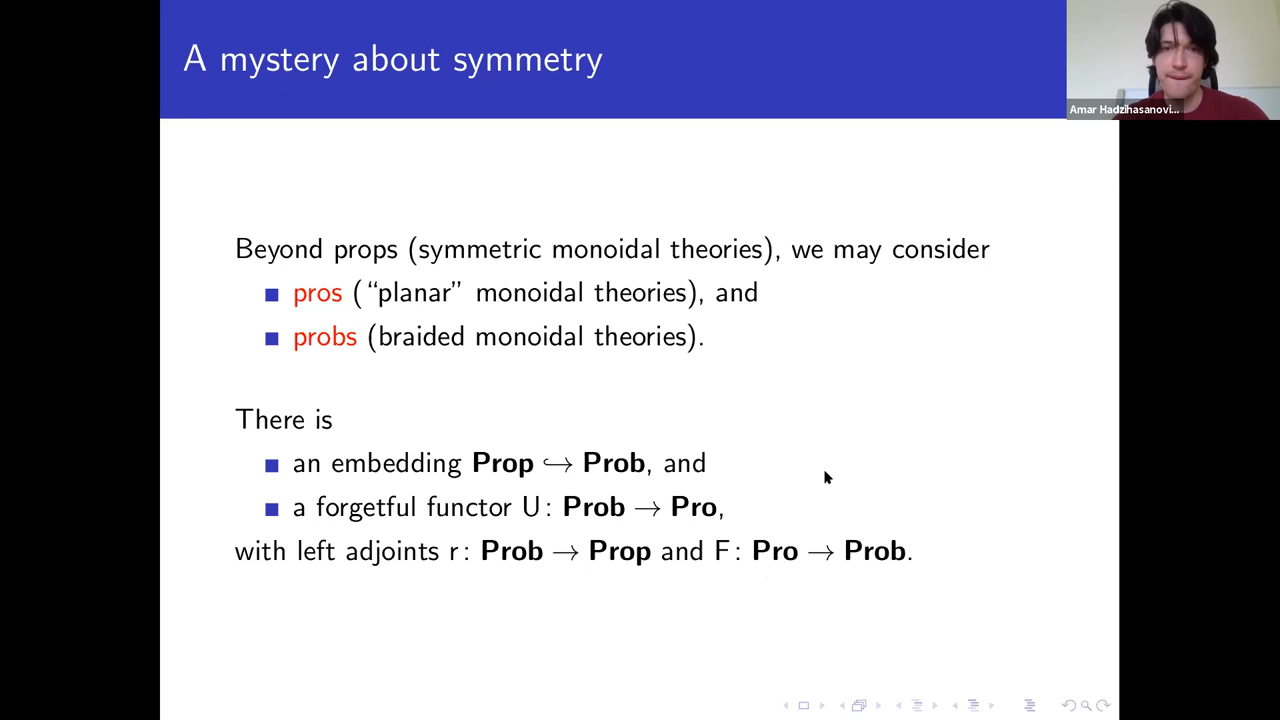 A mystery about symmetry
Amar Hadzihasanovi...
Beyond props (symmetric monoidal theories), we may consider
pros (“planar” monoidal theories), and
probs (braided monoidal theories).
There is
an embedding Prop ↪ Prob, and
a forgetful functor U: Prob → Pro,
with left adjoints r: Prob → Prop and F: Pro → Prob.